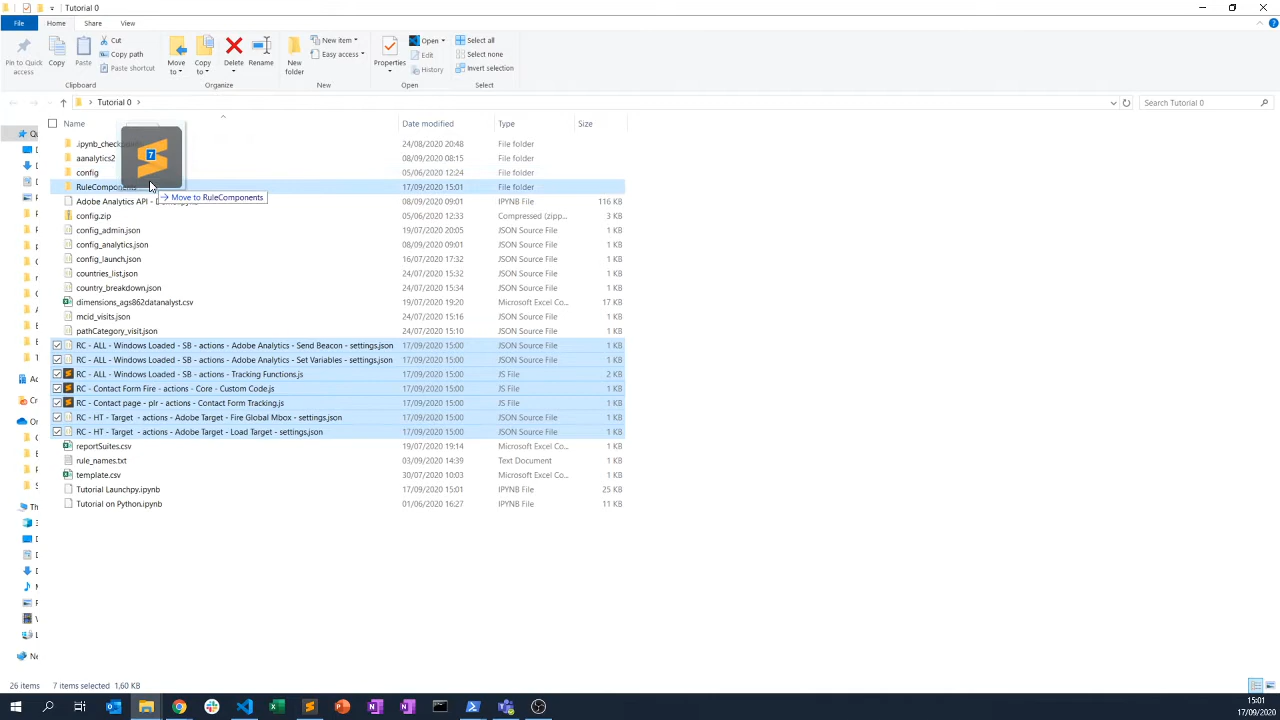 Tutorial 0
File
Home
Share
View
Pin to Quick access
Copy
Paste
Cut
Copy path
Paste shortcut
Move to
Copy to
Delete
Rename
New folder
New item
Easy access
Properties
Open
Edit
History
Select all
Select none
Invert selection
Clipboard
Organize
New
Open
Select
Tutorial 0
Search Tutorial 0
Name
Date modified
Type
Size
24/08/2020 20:48 File folder
aanalytics2 08/09/2020 08:15 File folder
config 05/06/2020 12:24 File folder
7
RuleCompon 17/09/2020 15:01 File folder
Move to RuleComponents
Adobe Analytics API - 08/09/2020 09:01 IPYNB File 116 KB
config.zip 05/06/2020 12:33 Compressed (zipp... 3 KB
config_admin.json 19/07/2020 20:05 JSON Source File 1 KB
config_analytics.json 08/09/2020 09:01 JSON Source File 1 KB
config_launch.json 16/07/2020 17:32 JSON Source File 1 KB
countries_list.json 24/07/2020 15:32 JSON Source File 1 KB
country_breakdown.json 24/07/2020 15:34 JSON Source File 1 KB
dimensions_ags862datanalyst.csv 19/07/2020 19:20 Microsoft Excel Co... 17 KB
mcid_visits.json 24/07/2020 15:16 JSON Source File 1 KB
pathCategory_visit.json 24/07/2020 15:10 JSON Source File 1 KB
RC - ALL - Windows Loaded - SB - actions - Adobe Analytics - Send Beacon - settings.json 17/09/2020 15:00 JSON Source File 1 KB
RC - ALL - Windows Loaded - SB - actions - Adobe Analytics - Set Variables - settings.json 17/09/2020 15:00 JSON Source File 1 KB
RC - ALL - Windows Loaded - SB - actions - Tracking Functions.js 17/09/2020 15:00 JS File 2 KB
RC - Contact Form Fire - actions - Core - Custom Code.js 17/09/2020 15:00 JS File 1 KB
RC - Contact page - plr - actions - Contact Form Tracking.js 17/09/2020 15:00 JS File 1 KB
RC - HT - Target - actions - Adobe Target - Fire Global Mbox - settings.json 17/09/2020 15:00 JSON Source File 1 KB
RC - HT - Target - actions - Adobe Target - Load Target - settings.json 17/09/2020 15:00 JSON Source File 1 KB
reportSuites.csv 19/07/2020 19:14 Microsoft Excel Co... 1 KB
rule_names.txt 03/09/2020 14:39 Text Document 1 KB
template.csv 30/07/2020 10:03 Microsoft Excel Co... 1 KB
Tutorial Launchpy.ipynb 17/09/2020 15:01 IPYNB File 25 KB
Tutorial on Python.ipynb 01/06/2020 16:27 IPYNB File 11 KB
26 items 7 items selected 1,60 KB
15:01
17/09/2020